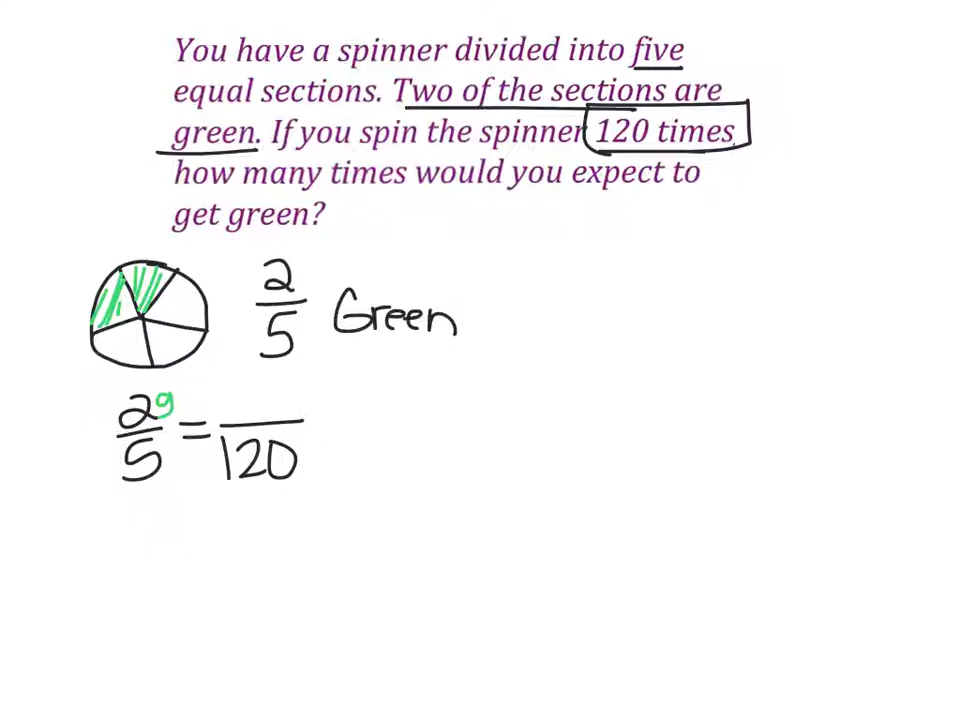 You have a spinner divided into five
equal sections. Two of the sections are
green. If you spin the spinner 120 times,
how many times would you expect to
get green?
2/5 Green
2g/5 = /120